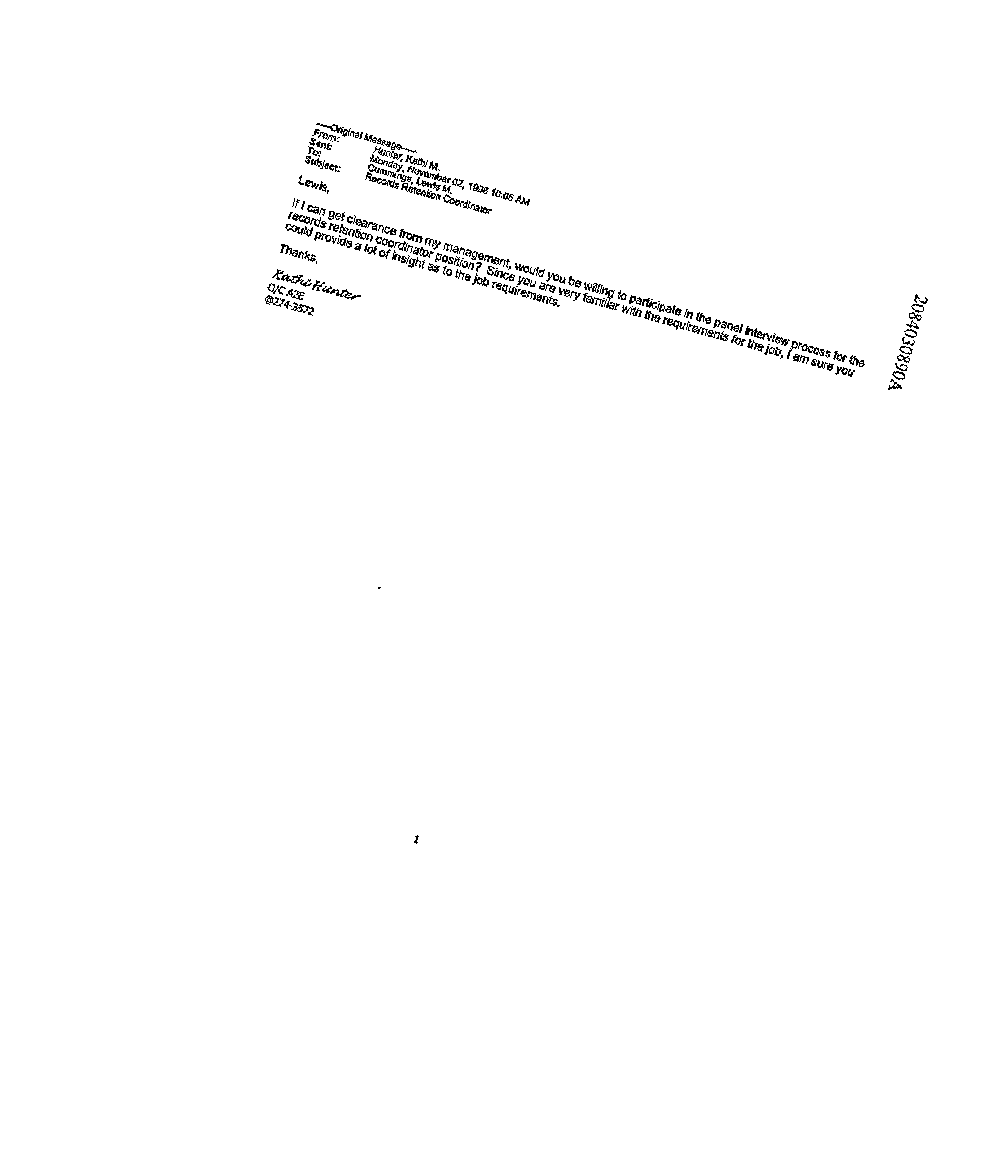 -----Original Message-----
From: Hunter, Kathi M.
Sent: Monday, November 02, 1998 10:05 AM
To: Cummings, Lewis M.
Subject: Records Retention Coordinator
Lewis,
If I can get clearance from my management, would you be willing to participate in the panel interview process for the
records retention coordinator position? Since you are very familiar with the requirements for the job, I am sure you
could provide a lot of insight as to the job requirements.
Thanks,
Kathi Hunter
O/C A2E
@274-3572
2084030890A
1